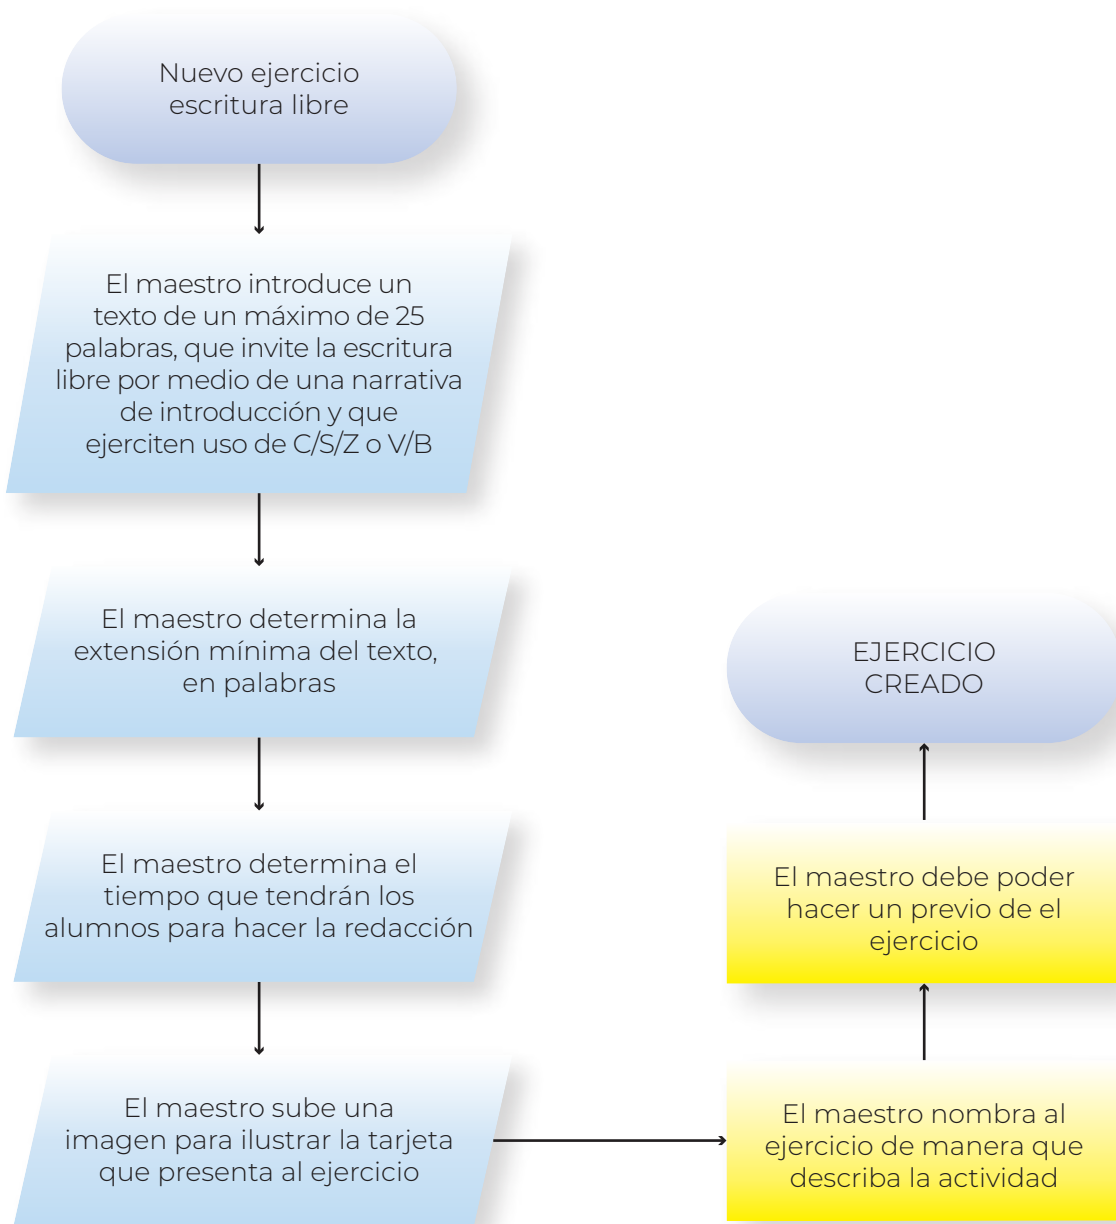 Nuevo ejercicio
escritura libre
El maestro introduce un
texto de un máximo de 25
palabras, que invite la escritura
libre por medio de una narrativa
de introducción y que
ejerciten uso de C/S/Z o V/B
El maestro determina la
extensión mínima del texto,
en palabras
El maestro determina el
tiempo que tendrán los
alumnos para hacer la redacción
El maestro sube una
imagen para ilustrar la tarjeta
que presenta al ejercicio
El maestro nombra al
ejercicio de manera que
describa la actividad
El maestro debe poder
hacer un previo de el
ejercicio
EJERCICIO
CREADO